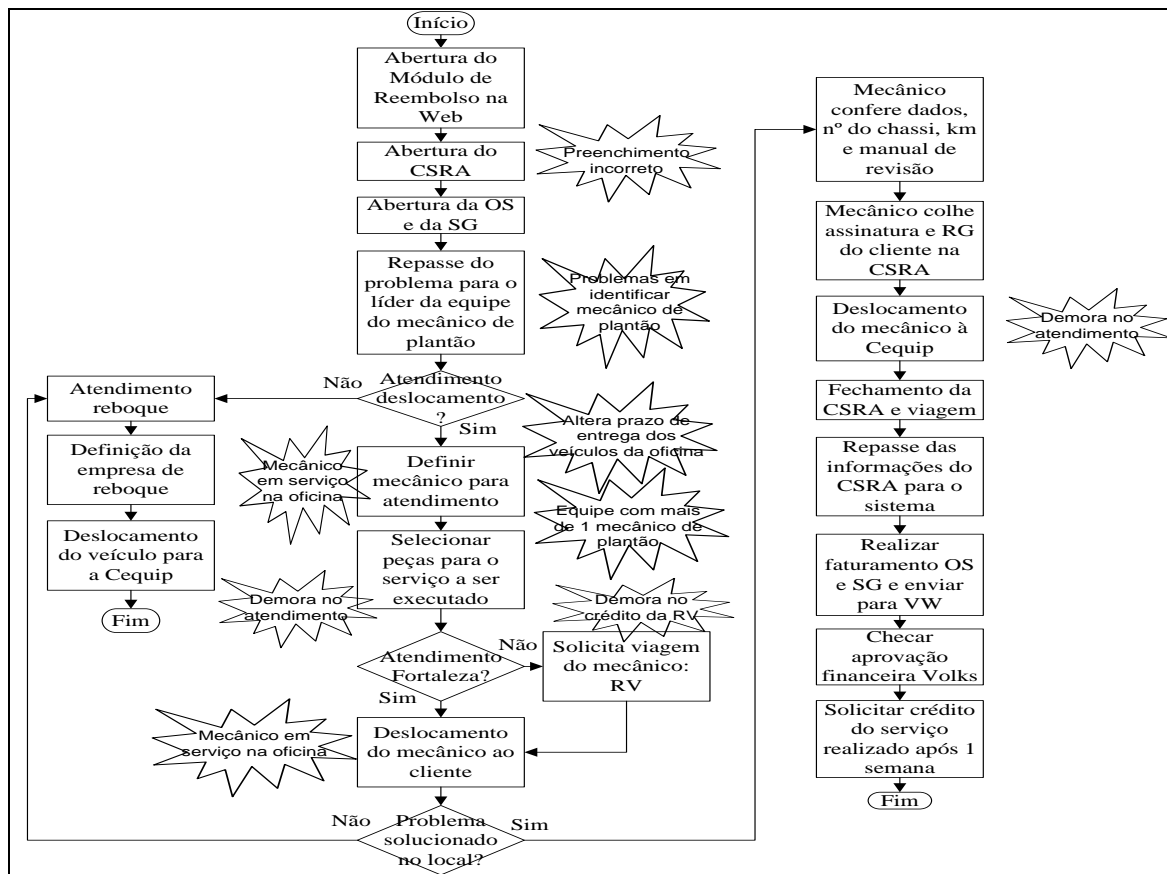 Início
Abertura do
Módulo de
Reembolso na
Web
Abertura do
CSRA
Preenchimento
incorreto
Abertura da OS
e da SG
Repasse do
problema para o
líder da equipe
do mecânico de
plantão
Problemas em
identificar
mecânico de
plantão
Não
Atendimento
deslocamento
?
Sim
Atendimento
reboque
Definição da
empresa de
reboque
Deslocamento
do veículo para
a Cequip
Fim
Altera prazo de
entrega dos
veículos da oficina
Mecânico
em serviço
na oficina
Definir
mecânico para
atendimento
Equipe com mais
de 1 mecânico de
plantão
Selecionar
peças para o
serviço a ser
executado
Demora no
atendimento
Demora no
crédito da RV
Atendimento
Fortaleza?
Não
Sim
Solicita viagem
do mecânico:
RV
Mecânico em
serviço na oficina
Deslocamento
do mecânico ao
cliente
Não
Problema
solucionado
no local?
Sim
Mecânico
confere dados,
nº do chassi, km
e manual de
revisão
Mecânico colhe
assinatura e RG
do cliente na
CSRA
Deslocamento
do mecânico à
Cequip
Demora no
atendimento
Fechamento da
CSRA e viagem
Repasse das
informações do
CSRA para o
sistema
Realizar
faturamento OS
e SG e enviar
para VW
Checar
aprovação
financeira Volks
Solicitar crédito
do serviço
realizado após 1
semana
Fim